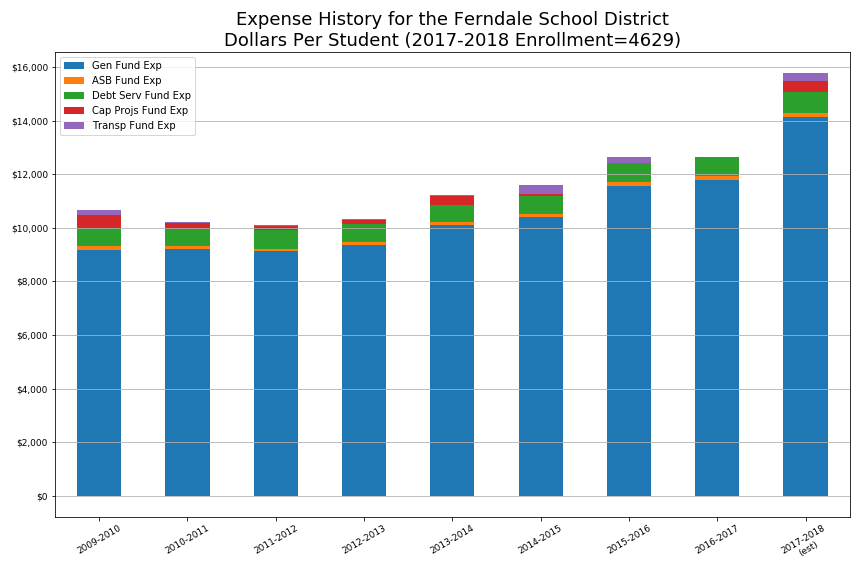 Expense History for the Ferndale School District
Dollars Per Student (2017-2018 Enrollment=4629)
Gen Fund Exp
ASB Fund Exp
Debt Serv Fund Exp
Cap Projs Fund Exp
Transp Fund Exp
$16,000
$14,000
$12,000
$10,000
$8,000
$6,000
$4,000
$2,000
$0
2009-2010
2010-2011
2011-2012
2012-2013
2013-2014
2014-2015
2015-2016
2016-2017
2017-2018
(est)